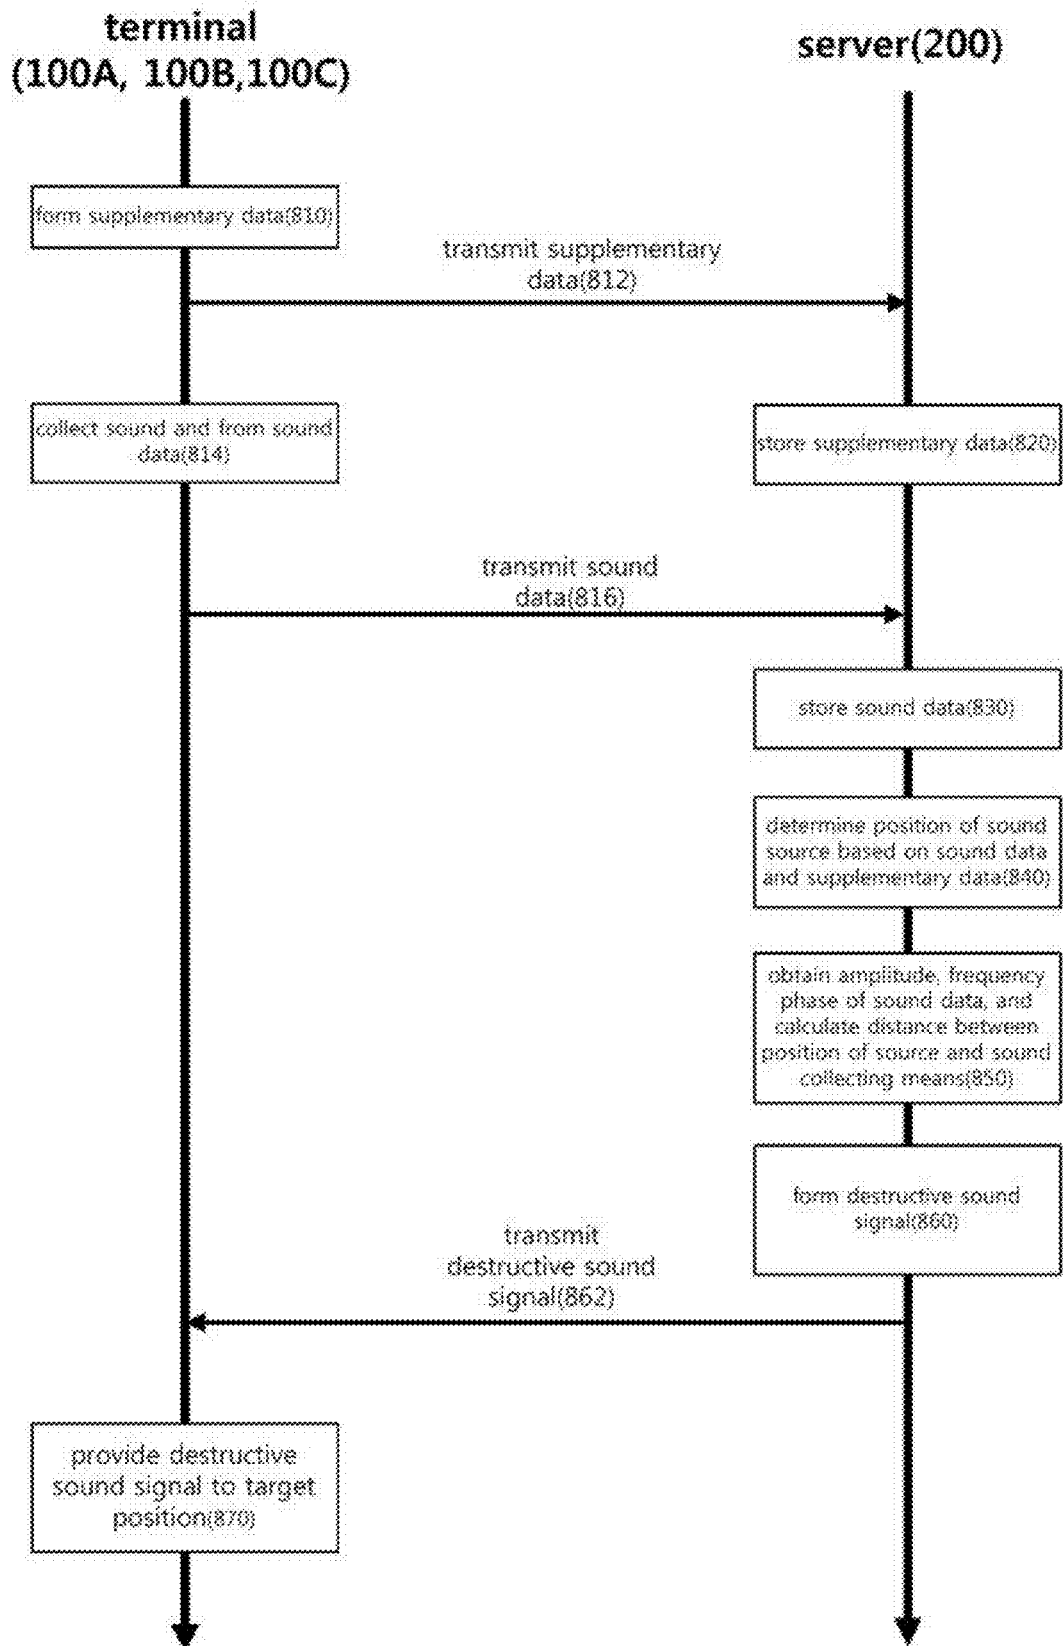 terminal
(100A, 100B,100C)
server(200)
form supplementary data(810)
transmit supplementary
data(812)
collect sound and from sound
data(814)
store supplementary data(820)
transmit sound
data(816)
store sound data(830)
determine position of sound
source based on sound data
and supplementary data(840)
obtain amplitude, frequency
phase of sound data, and
calculate distance between
position of source and sound
collecting means(850)
form destructive sound
signal(860)
transmit
destructive sound
signal(862)
provide destructive
sound signal to target
position(870)